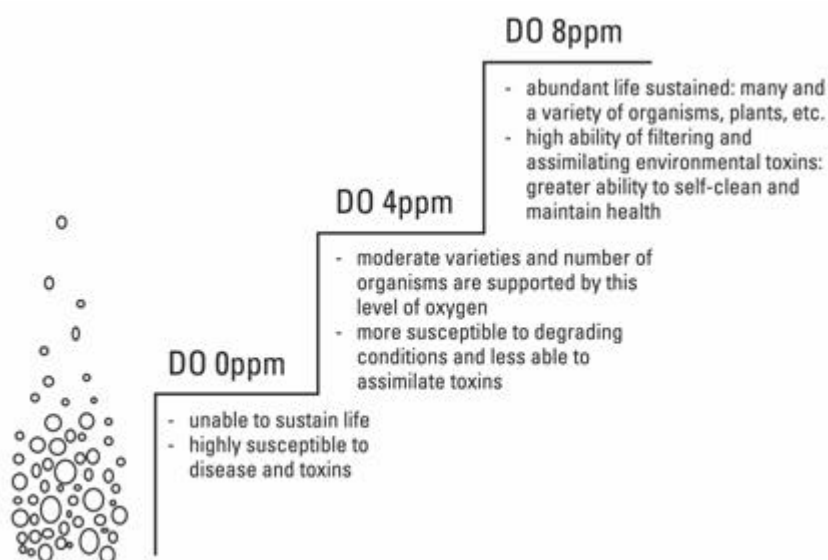 DO 8ppm
- abundant life sustained: many and
a variety of organisms, plants, etc.
- high ability of filtering and
assimilating environmental toxins:
greater ability to self-clean and
maintain health
DO 4ppm
- moderate varieties and number of
organisms are supported by this
level of oxygen
- more susceptible to degrading
conditions and less able to
assimilate toxins
DO 0ppm
- unable to sustain life
- highly susceptible to
disease and toxins